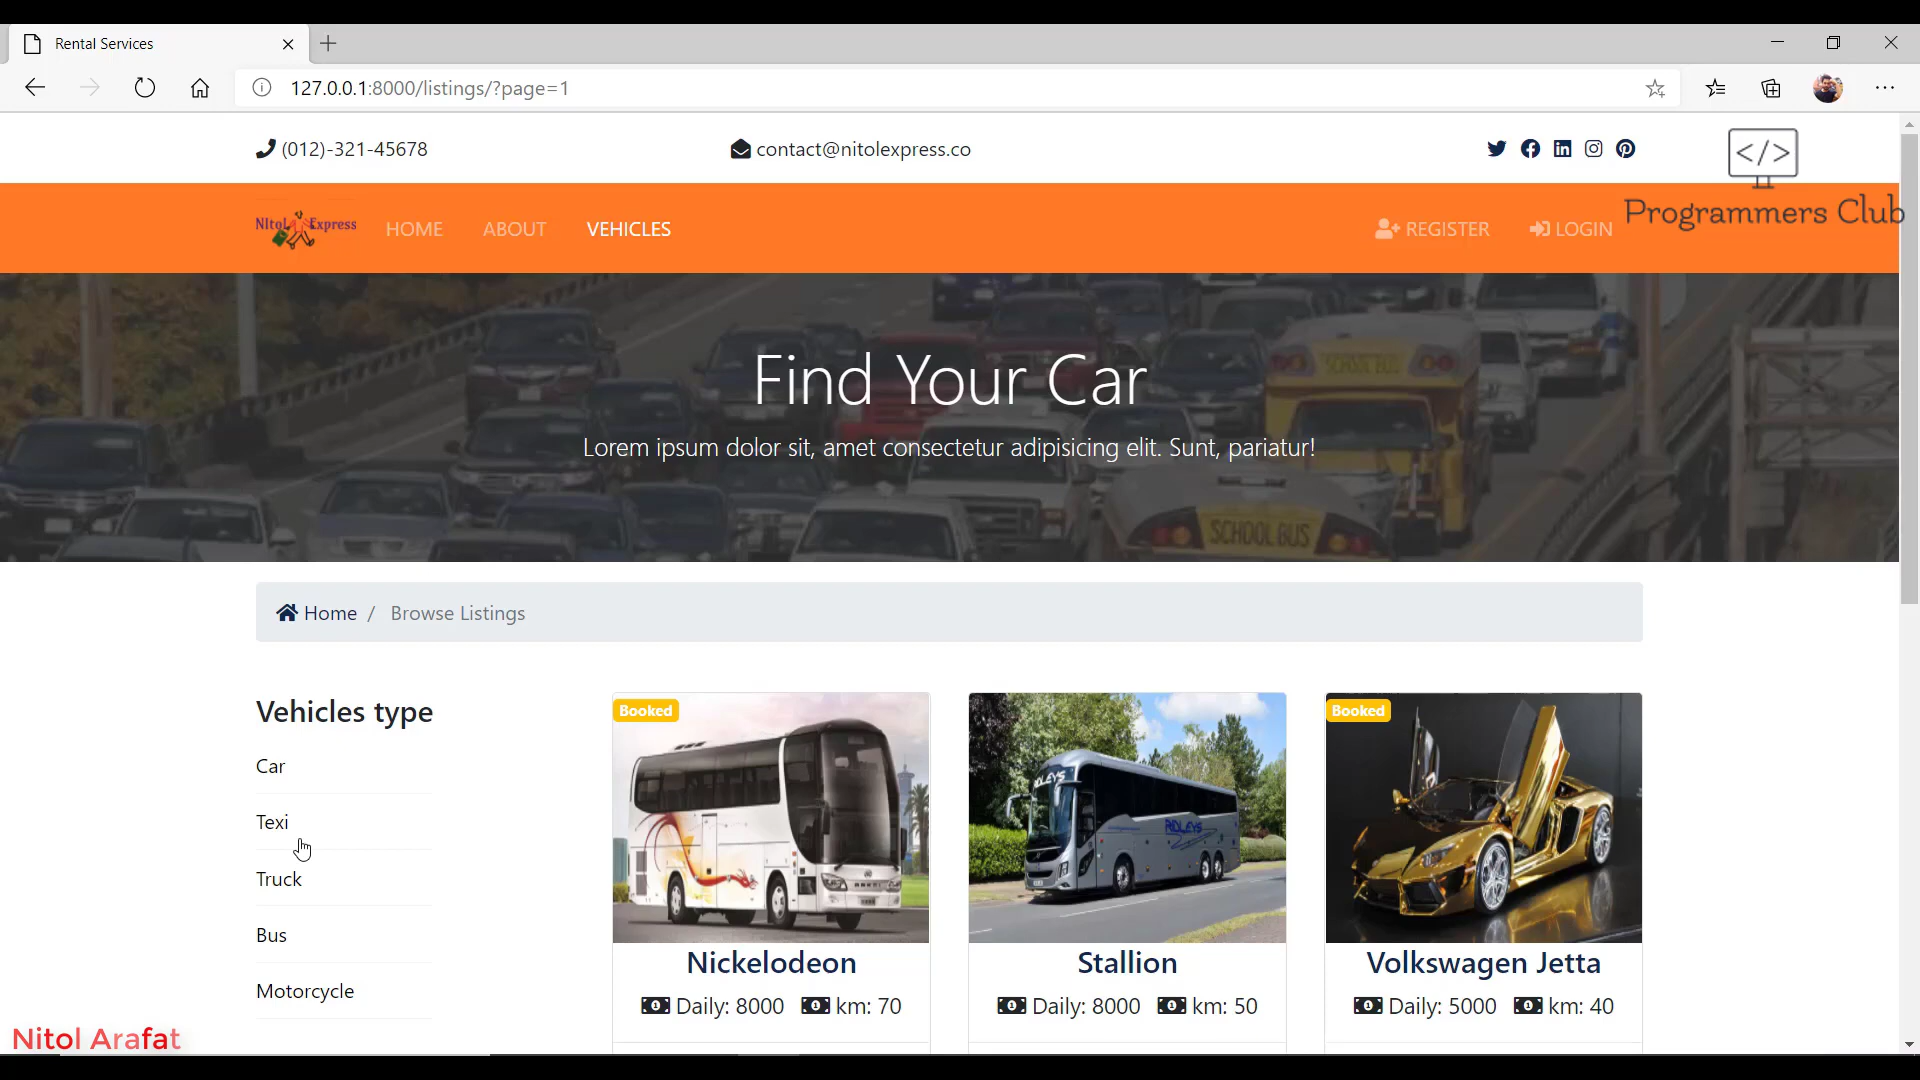 Rental Services
127.0.0.1:8000/listings/?page=1
(012)-321-45678
contact@nitolexpress.co
</>
Programmers Club
Nitol Express
HOME
ABOUT
VEHICLES
REGISTER
LOGIN
Find Your Car
Lorem ipsum dolor sit, amet consectetur adipisicing elit. Sunt, pariatur!
SCHOOL BUS
SCHOOL BUS
Home / Browse Listings
Vehicles type
Car
Texi
Truck
Bus
Motorcycle
Booked
Nickelodeon
Daily: 8000 km: 70
RIDLEYS
Stallion
Daily: 8000 km: 50
Booked
Volkswagen Jetta
Daily: 5000 km: 40
Nitol Arafat